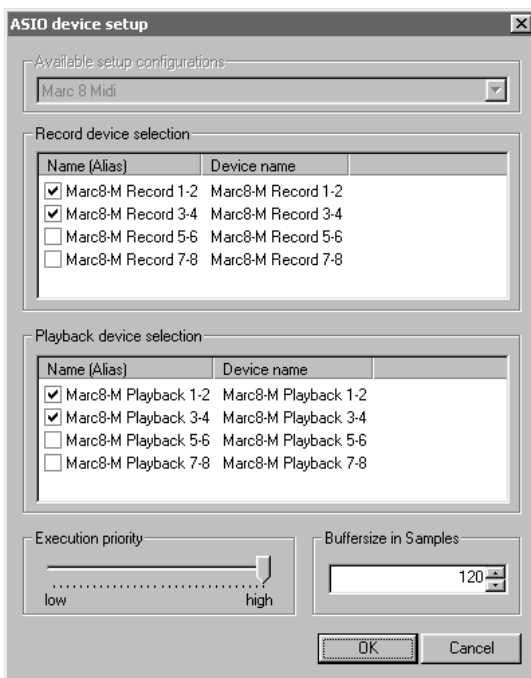 ASIO device setup
Available setup configurations
Marc 8 Midi
Record device selection
Name (Alias) Device name
Marc8-M Record 1-2 Marc8-M Record 1-2
Marc8-M Record 3-4 Marc8-M Record 3-4
Marc8-M Record 5-6 Marc8-M Record 5-6
Marc8-M Record 7-8 Marc8-M Record 7-8
Playback device selection
Name (Alias) Device name
Marc8-M Playback 1-2 Marc8-M Playback 1-2
Marc8-M Playback 3-4 Marc8-M Playback 3-4
Marc8-M Playback 5-6 Marc8-M Playback 5-6
Marc8-M Playback 7-8 Marc8-M Playback 7-8
Execution priority
low high
Buffersize in Samples
120
OK Cancel